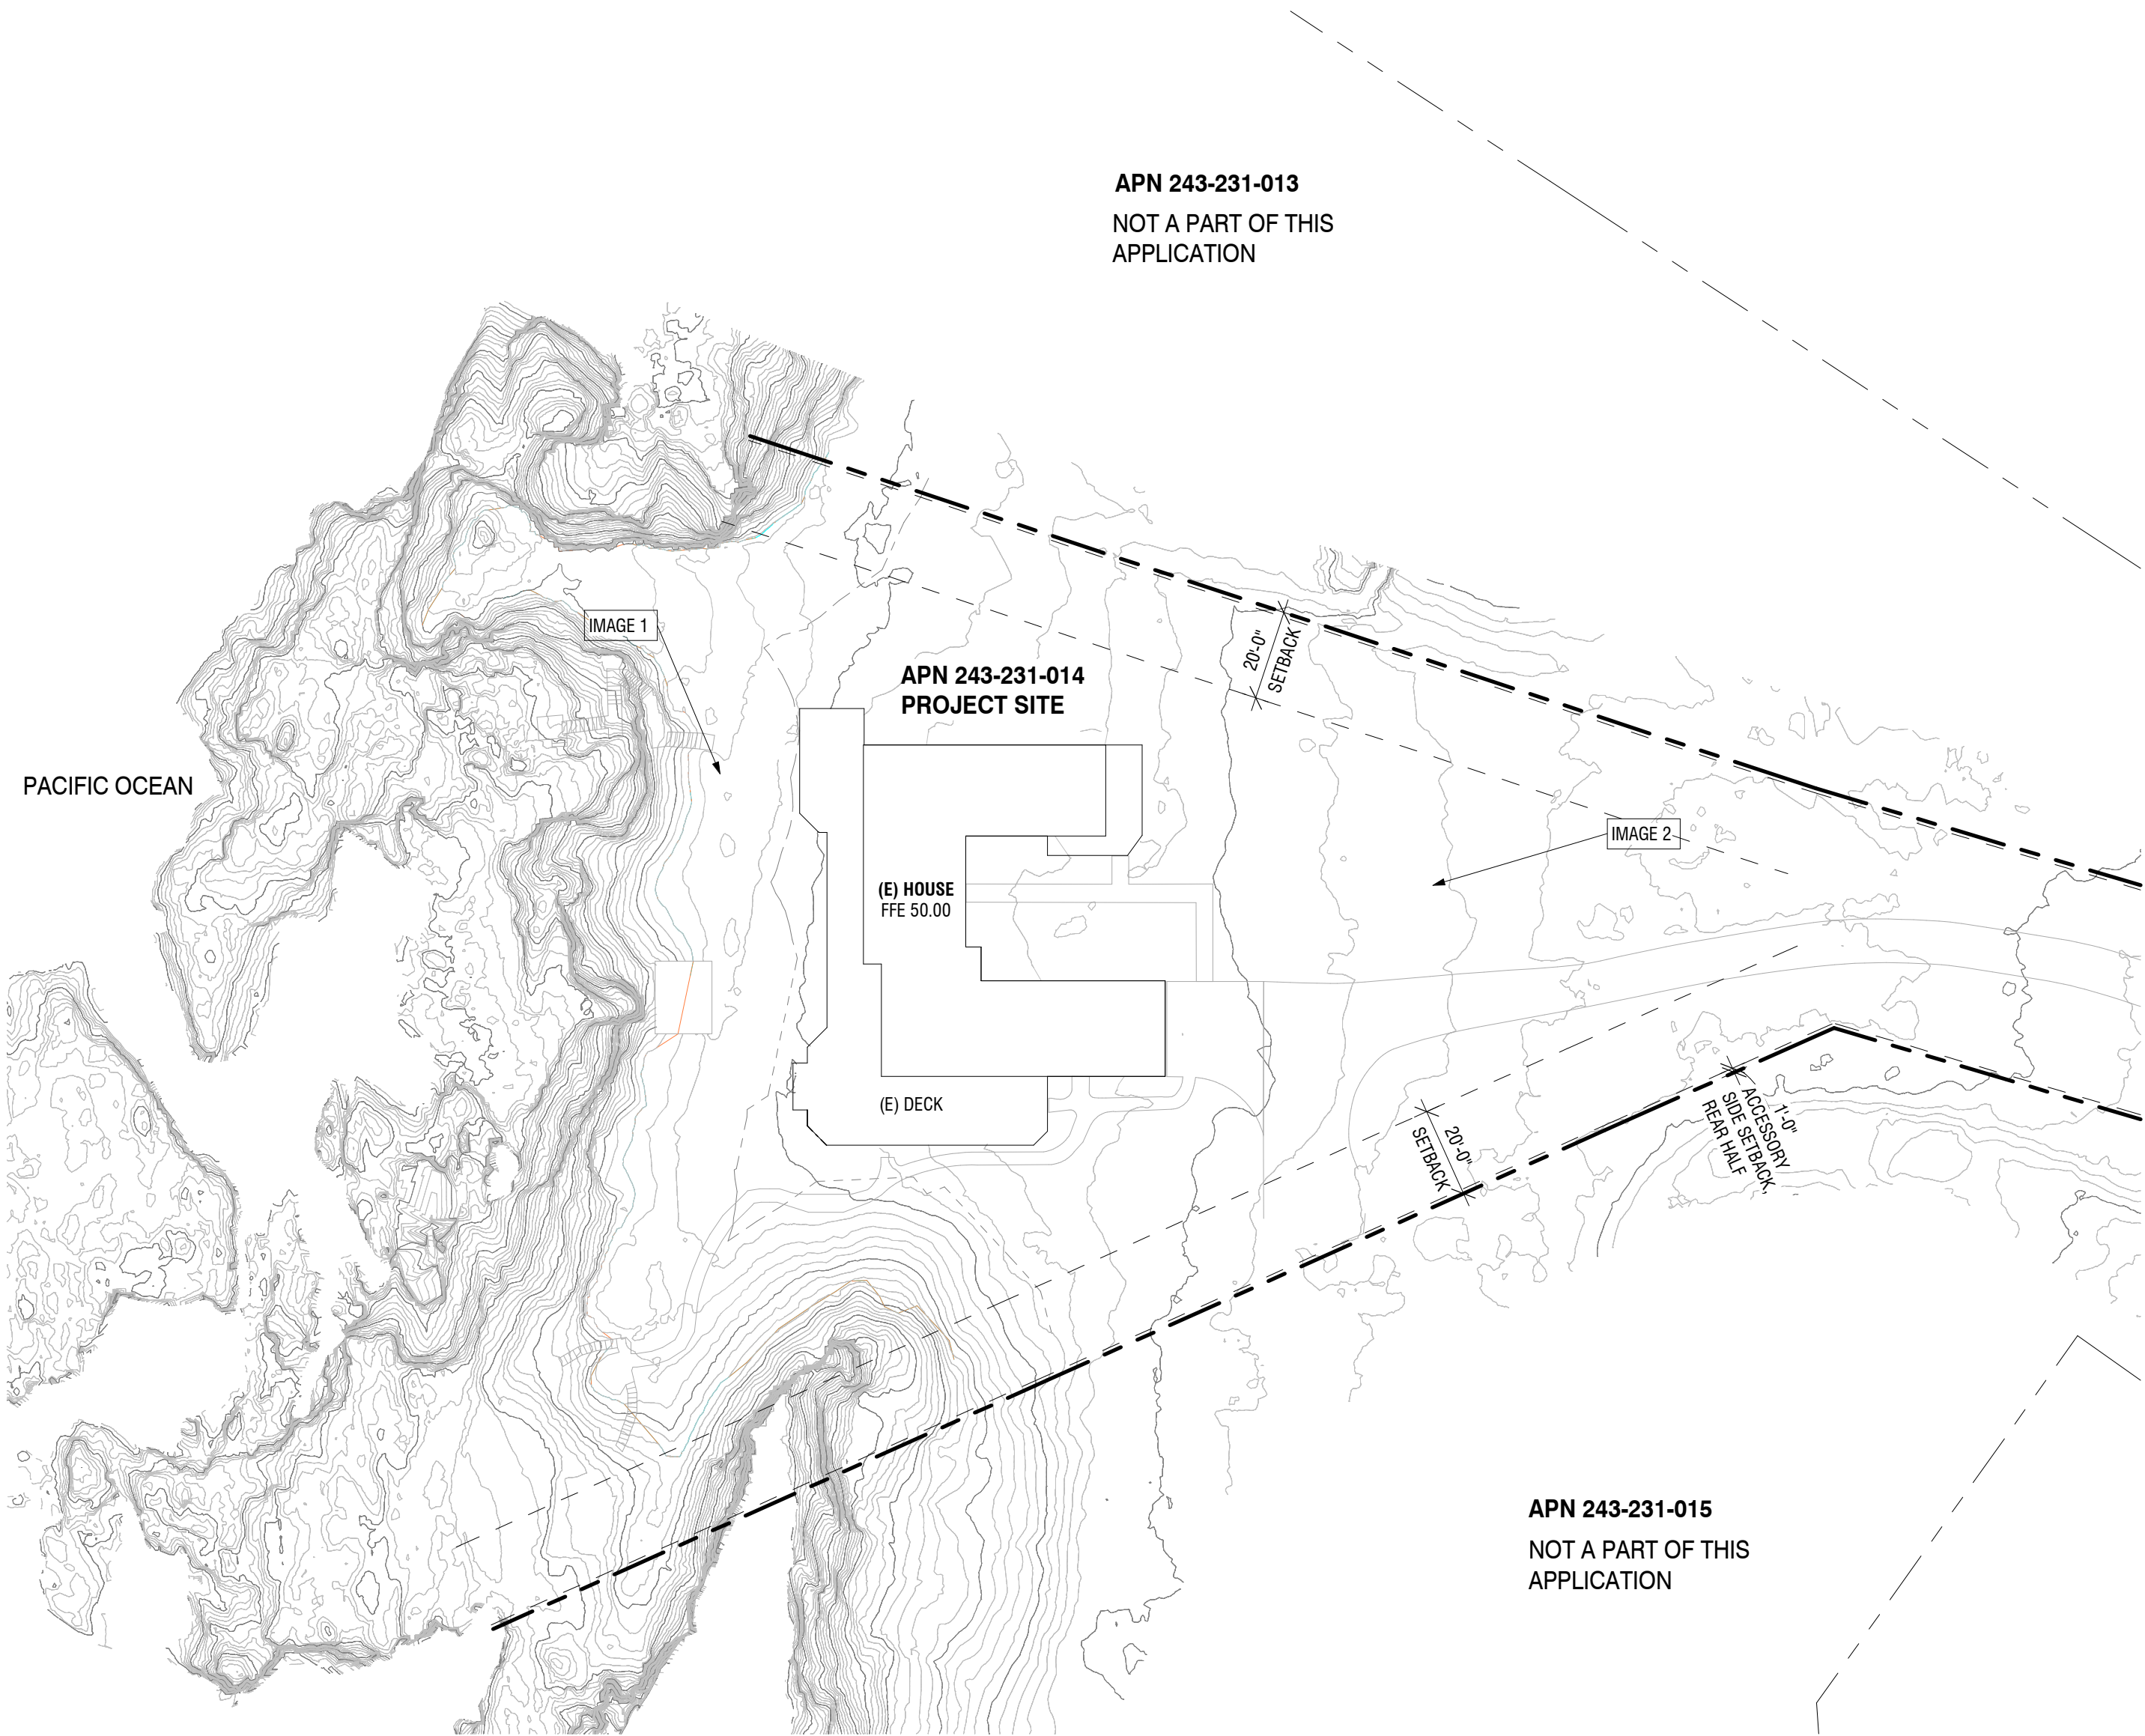 APN 243-231-013
NOT A PART OF THIS
APPLICATION
IMAGE 1
20'-0"
SETBACK
APN 243-231-014
PROJECT SITE
PACIFIC OCEAN
IMAGE 2
(E) HOUSE
FFE 50.00
(E) DECK
20'-0"
SETBACK
1'-0"
ACCESSORY
SIDE SETBACK,
REAR HALF
APN 243-231-015
NOT A PART OF THIS
APPLICATION